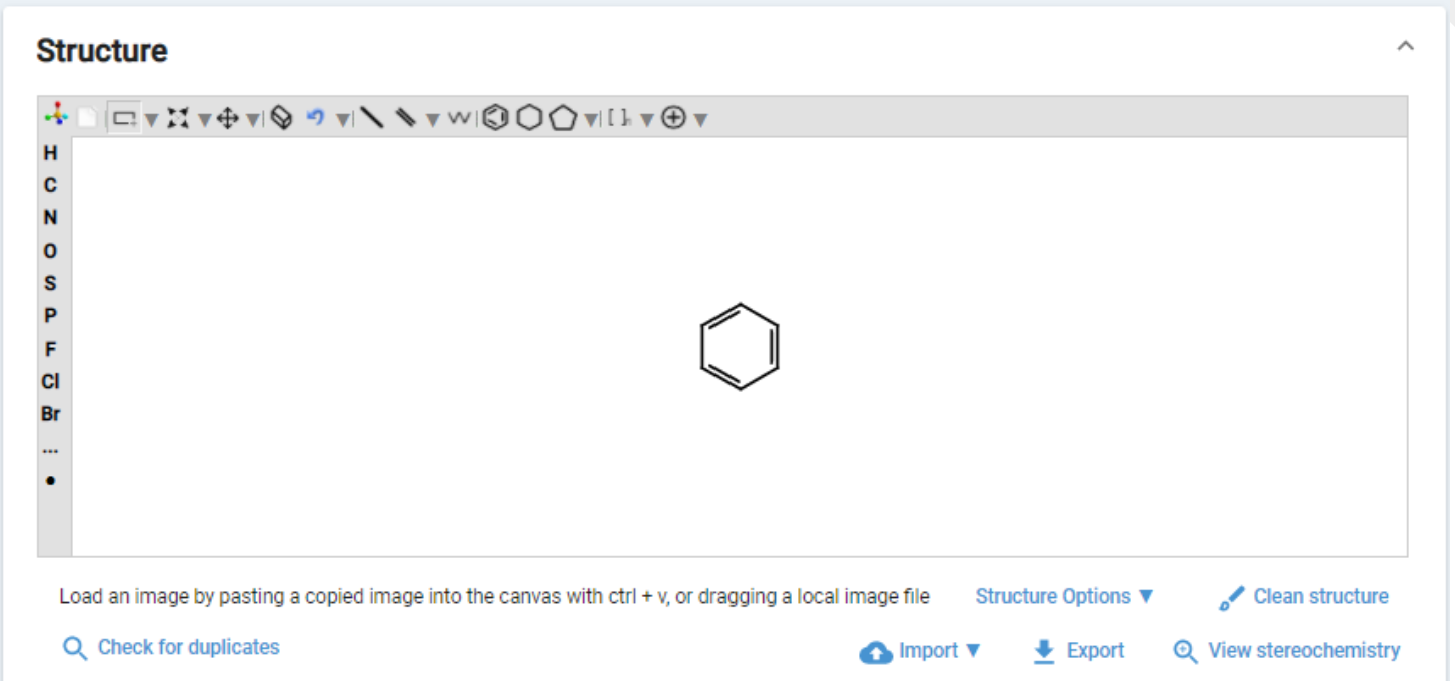 Structure
[ ]n
H
C
N
O
S
P
F
Cl
Br
...
Load an image by pasting a copied image into the canvas with ctrl + v, or dragging a local image file
Structure Options ▼
Clean structure
Check for duplicates
Import ▼
Export
View stereochemistry